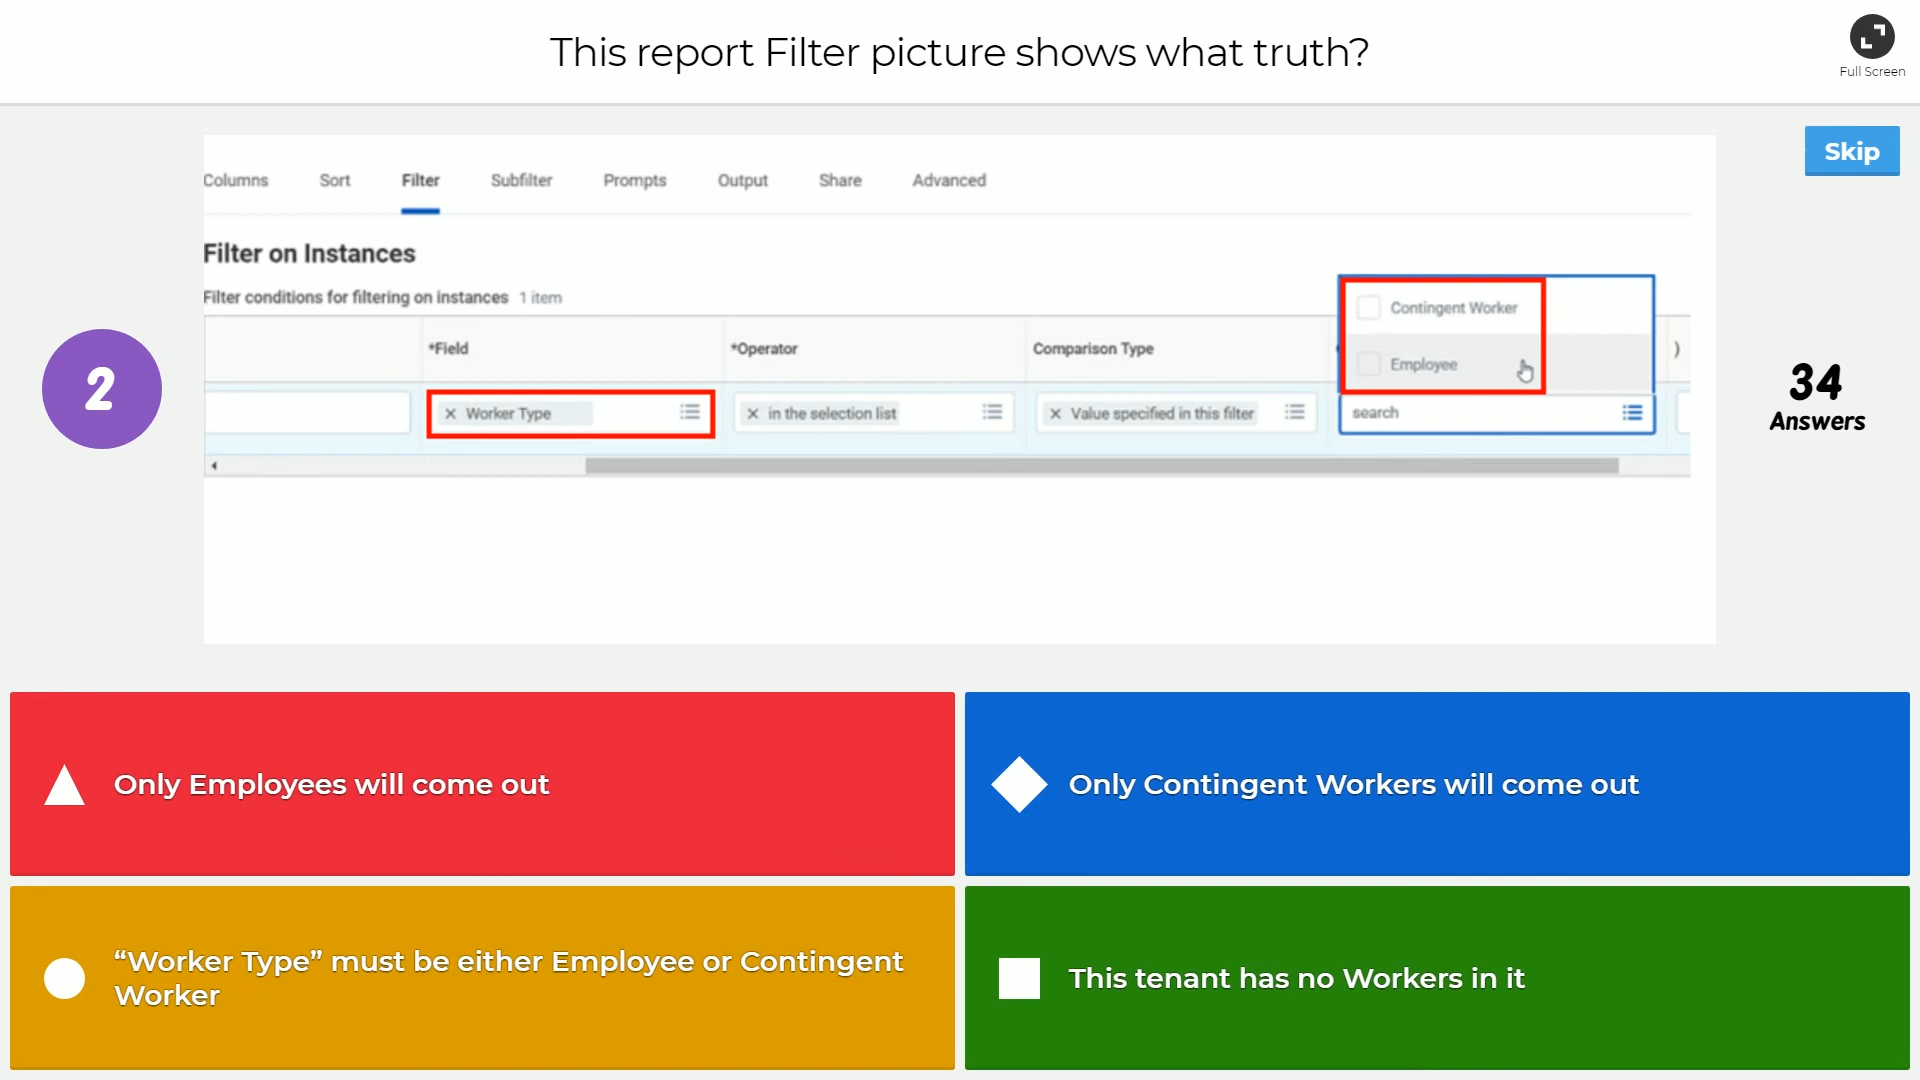 This report Filter picture shows what truth?
Full Screen
Skip
Columns Sort Filter Subfilter Prompts Output Share Advanced
Filter on Instances
Filter conditions for filtering on instances 1 item
*Field *Operator Comparison Type )
Contingent Worker
Employee
Worker Type in the selection list Value specified in this filter search
2
34
Answers
Only Employees will come out
Only Contingent Workers will come out
“Worker Type” must be either Employee or Contingent
Worker
This tenant has no Workers in it